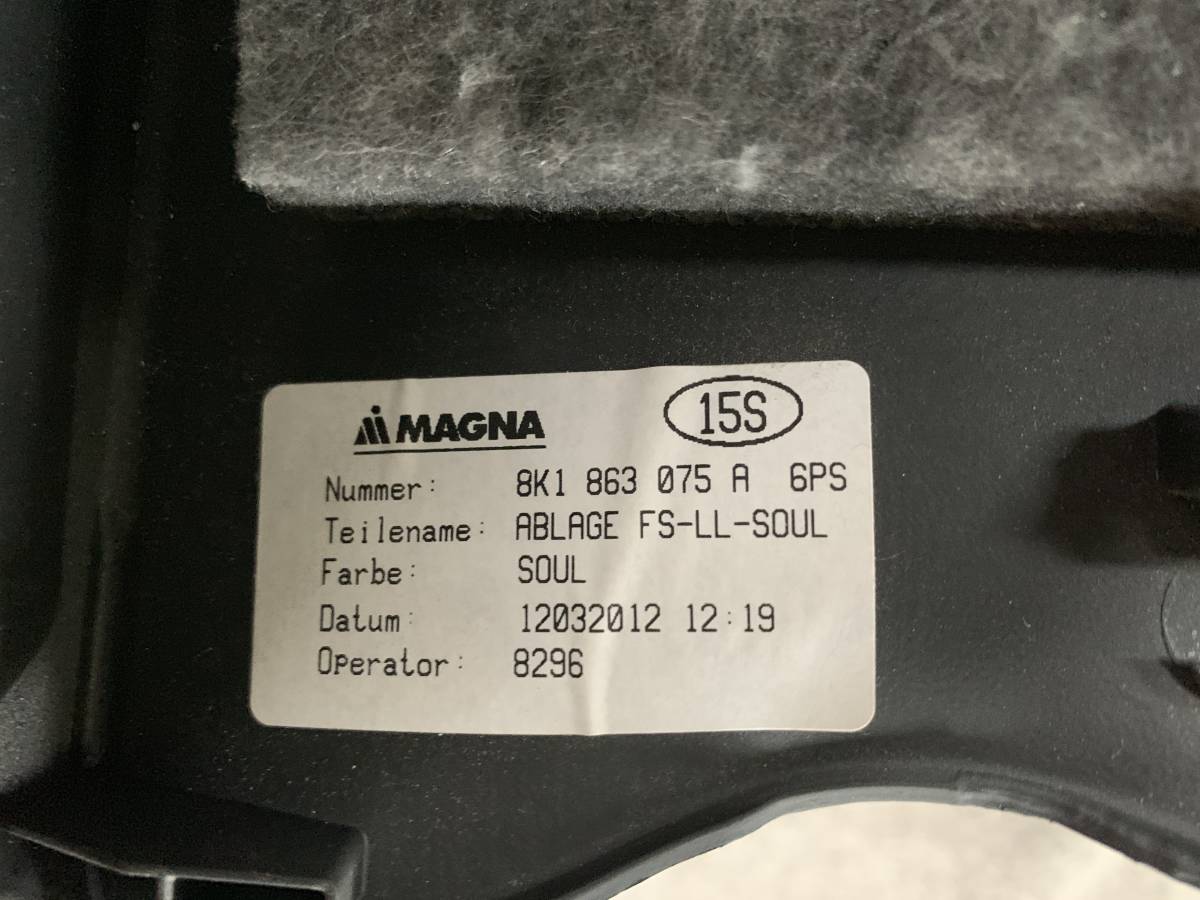 MAGNA 15S
Nummer: 8K1 863 075 A 6PS
Teilename: ABLAGE FS-LL-SOUL
Farbe: SOUL
Datum: 12032012 12:19
Operator: 8296